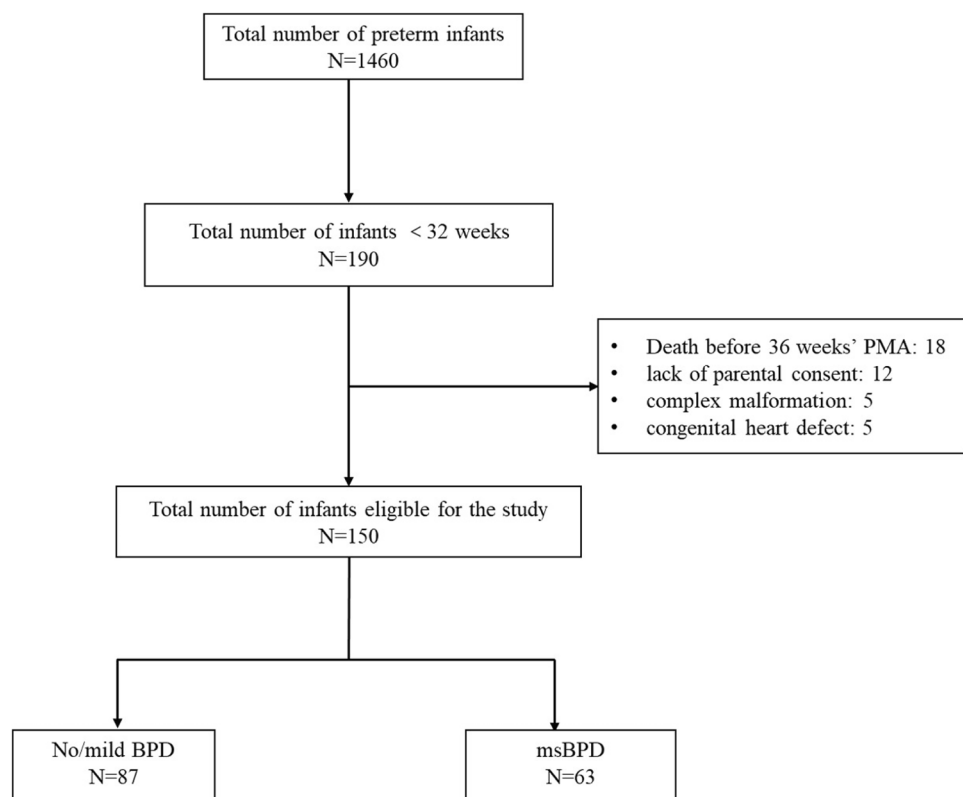 Total number of preterm infants
N=1460
Total number of infants < 32 weeks
N=190
• Death before 36 weeks’ PMA: 18
• lack of parental consent: 12
• complex malformation: 5
• congenital heart defect: 5
Total number of infants eligible for the study
N=150
No/mild BPD
N=87
msBPD
N=63